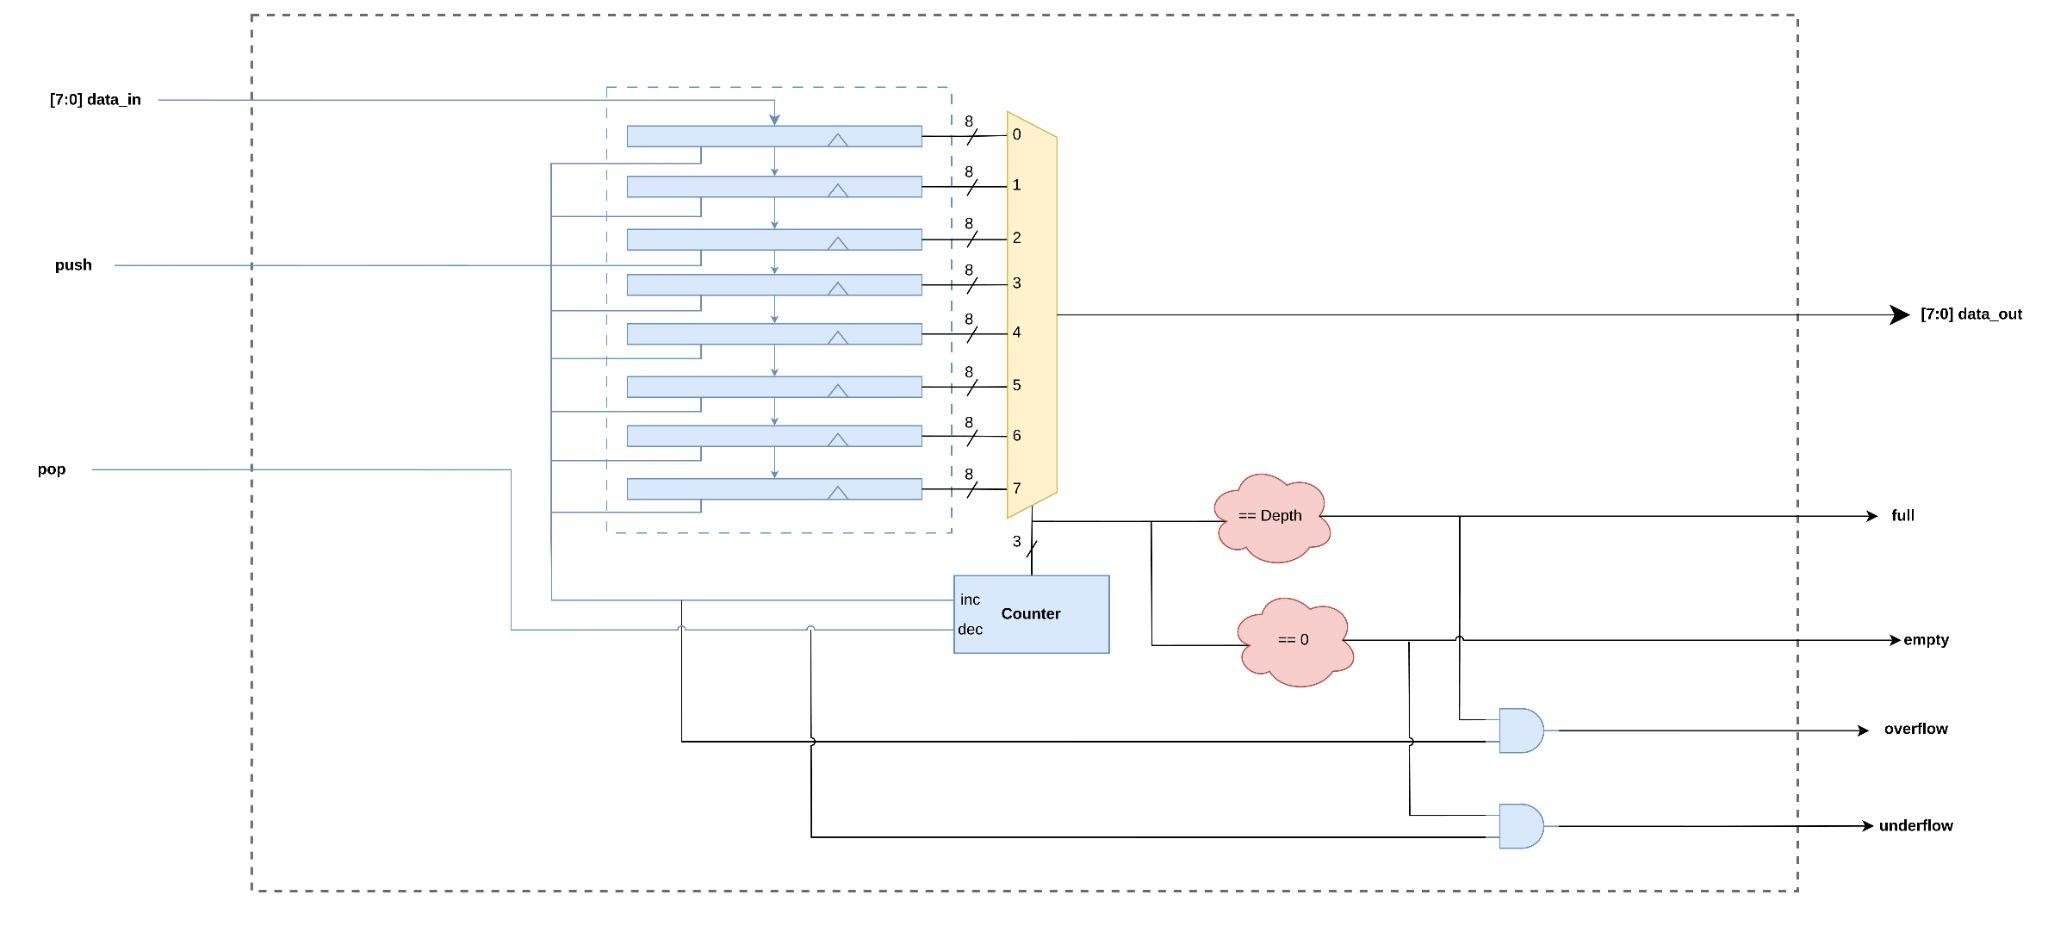 [7:0] data_in
8
0
8
1
8
2
push
8
3
[7:0] data_out
8
4
8
5
8
6
pop
8
7
== Depth
full
3
inc
Counter
dec
== 0
empty
overflow
underflow